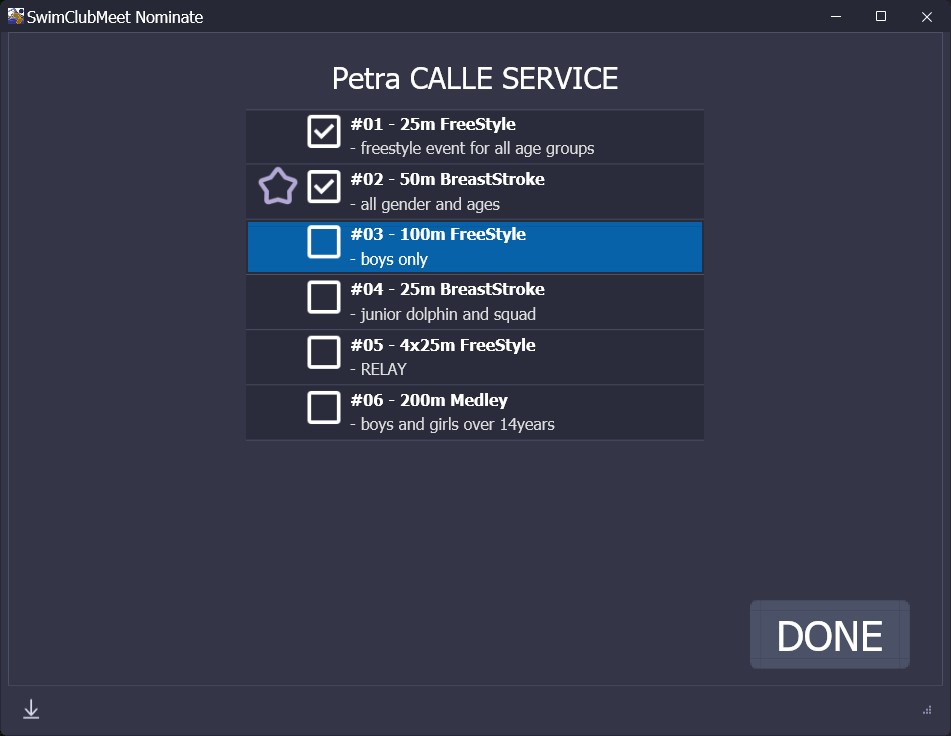 SwimClubMeet Nominate
Petra CALLE SERVICE
#01 - 25m FreeStyle
- freestyle event for all age groups
#02 - 50m BreastStroke
- all gender and ages
#03 - 100m FreeStyle
- boys only
#04 - 25m BreastStroke
- junior dolphin and squad
#05 - 4x25m FreeStyle
- RELAY
#06 - 200m Medley
- boys and girls over 14years
DONE